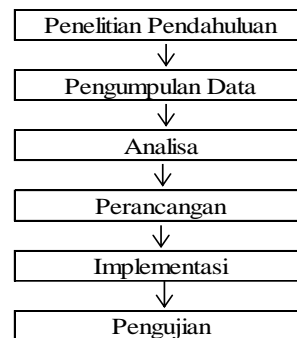 Penelitian Pendahuluan
Pengumpulan Data
Analisa
Perancangan
Implementasi
Pengujian